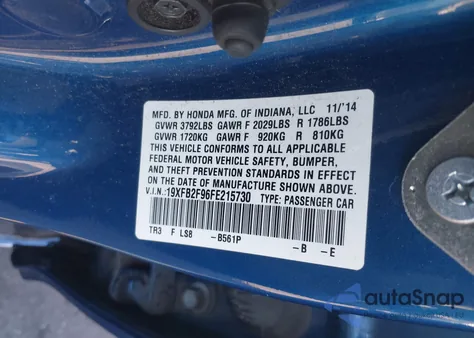 MFD. BY HONDA MFG. OF INDIANA, LLC 11/'14
GVWR 3792LBS GAWR F 2029LBS R 1786LBS
GVWR 1720KG GAWR F 920KG R 810KG
THIS VEHICLE CONFORMS TO ALL APPLICABLE
FEDERAL MOTOR VEHICLE SAFETY, BUMPER,
AND THEFT PREVENTION STANDARDS IN EFFECT
ON THE DATE OF MANUFACTURE SHOWN ABOVE.
V.I.N.:19XFB2F96FE215730 TYPE: PASSENGER CAR
TR3 F LS8 -B561P -B -E
autoSnap